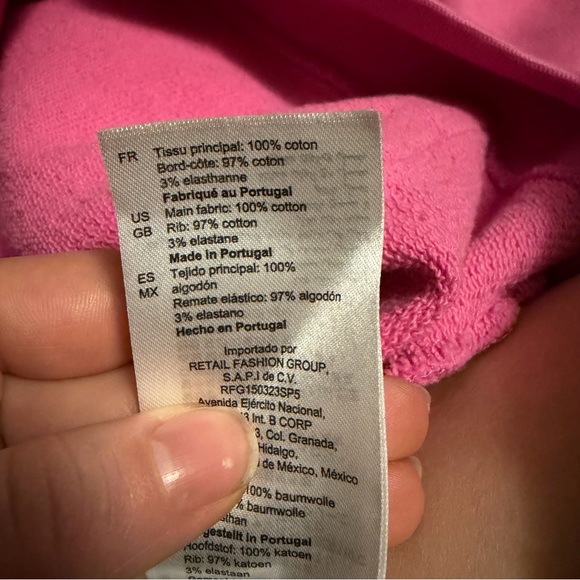 FR Tissu principal: 100% coton
Bord-côte: 97% coton
3% elasthanne
Fabriqué au Portugal
US Main fabric: 100% cotton
GB Rib: 97% cotton
3% elastane
Made in Portugal
ES Tejido principal: 100%
MX algodón
Remate elástico: 97% algodón
3% elastano
Hecho en Portugal
Importado por
RETAIL FASHION GROUP,
S.A.P.I de C.V.
RFG150323SP5
Avenida Ejército Nacional,
Int. B CORP
Col. Granada,
Hidalgo,
de México, México
100% baumwolle
% baumwolle
in Portugal
Hoofdstof: 100% katoen
Rib: 97% katoen
3% elastaan